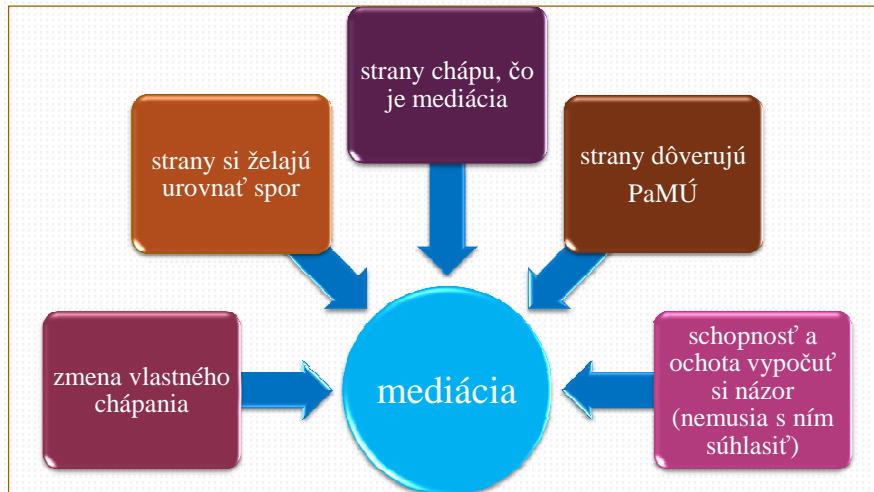 strany chápu, čo
je mediácia
strany si želajú
urovnať spor
strany dôverujú
PaMÚ
zmena vlastného
chápania
mediácia
schopnosť a
ochota vypočuť
si názor
(nemusia s ním
súhlasiť)